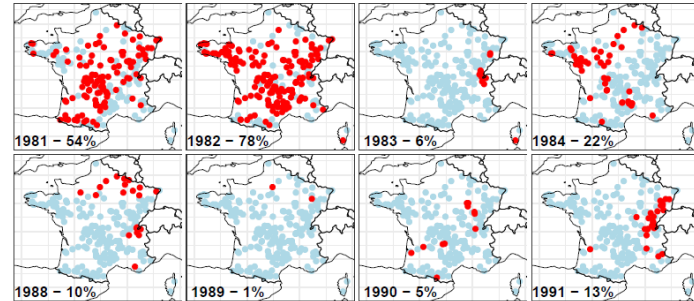 1981 – 54%
1982 – 78%
1983 – 6%
1984 – 22%
1988 – 10%
1989 – 1%
1990 – 5%
1991 – 13%